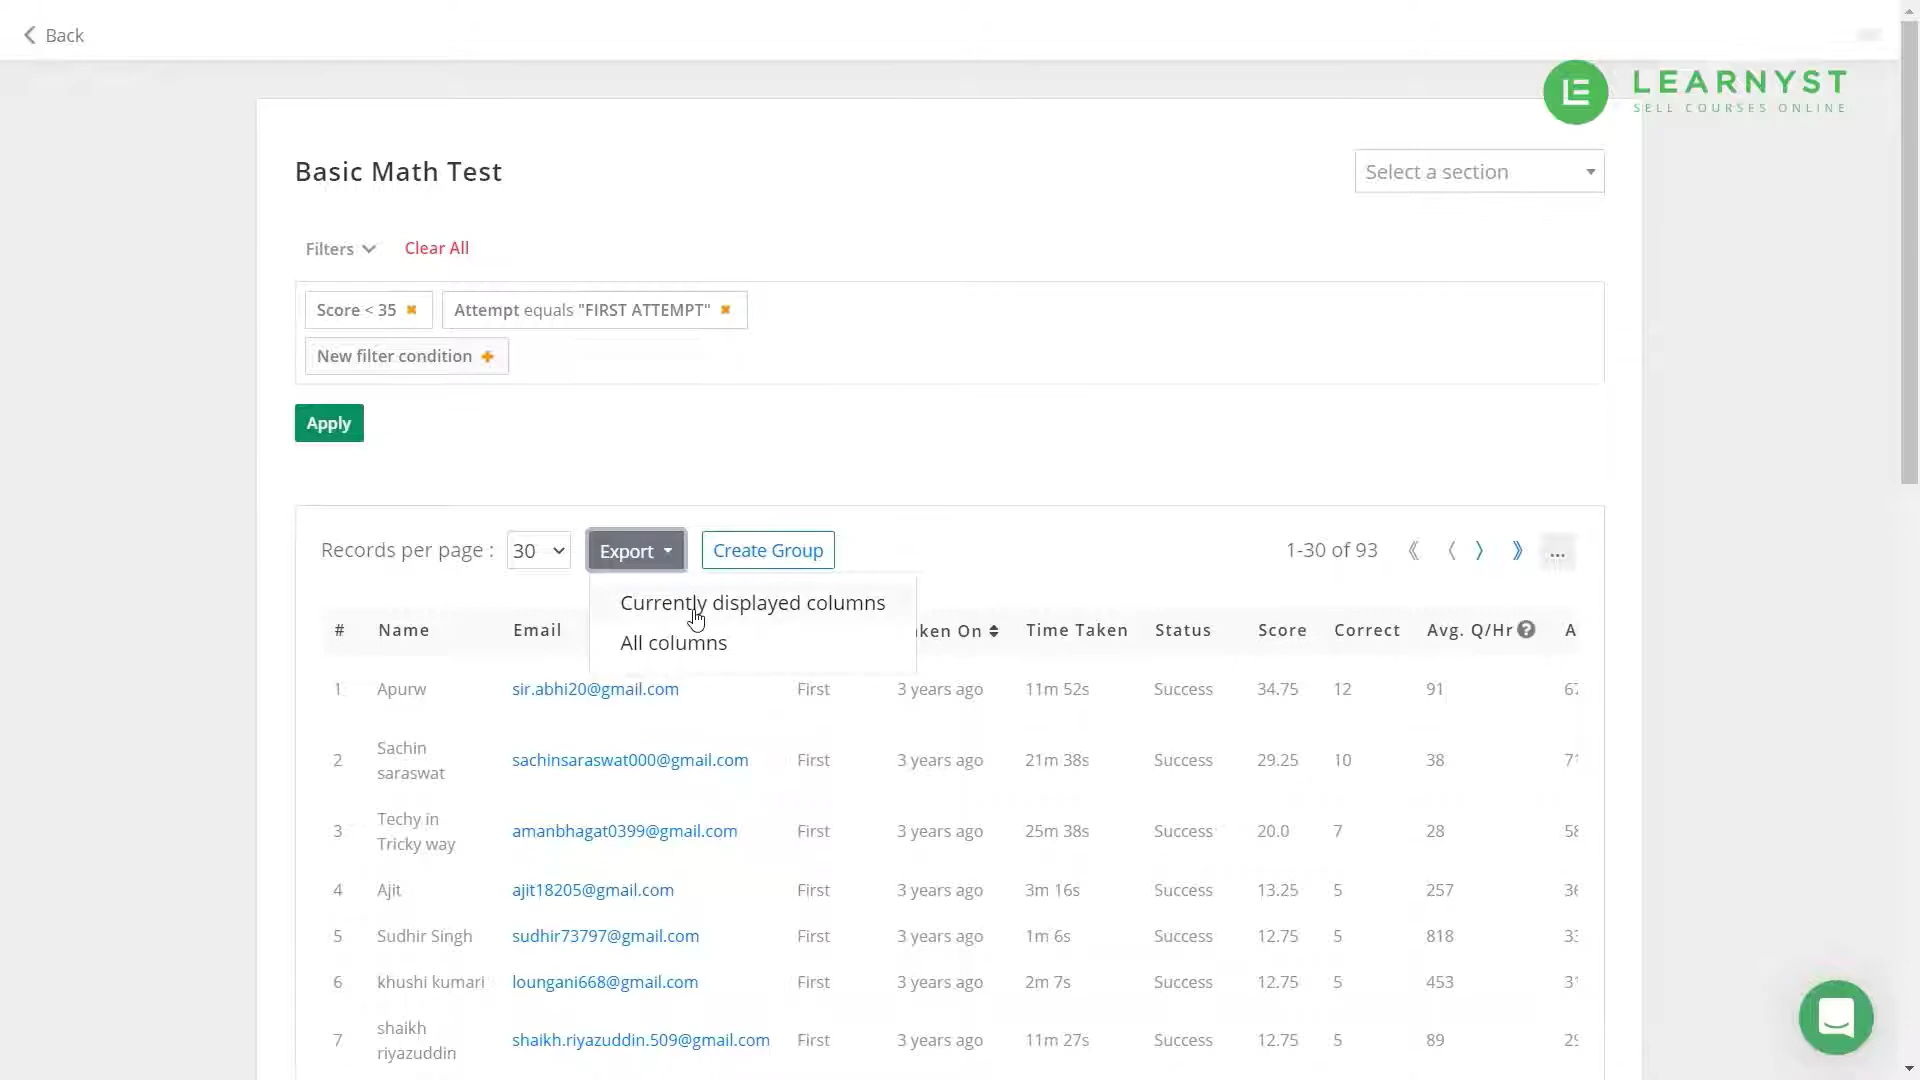 Back
LEARNYST
SELL COURSES ONLINE
Basic Math Test
Select a section
Filters Clear All
Score < 35 Attempt equals "FIRST ATTEMPT"
New filter condition
Apply
Records per page : 30 Export Create Group 1-30 of 93 ...
Currently displayed columns
All columns
# Name Email ken On Time Taken Status Score Correct Avg. Q/Hr A
1 Apurw sir.abhi20@gmail.com First 3 years ago 11m 52s Success 34.75 12 91
2 Sachin saraswat sachinsaraswat000@gmail.com First 3 years ago 21m 38s Success 29.25 10 38
3 Techy in Tricky way amanbhagat0399@gmail.com First 3 years ago 25m 38s Success 20.0 7 28
4 Ajit ajit18205@gmail.com First 3 years ago 3m 16s Success 13.25 5 257
5 Sudhir Singh sudhir73797@gmail.com First 3 years ago 1m 6s Success 12.75 5 818
6 khushi kumari loungani668@gmail.com First 3 years ago 2m 7s Success 12.75 5 453
7 shaikh riyazuddin shaikh.riyazuddin.509@gmail.com First 3 years ago 11m 27s Success 12.75 5 89